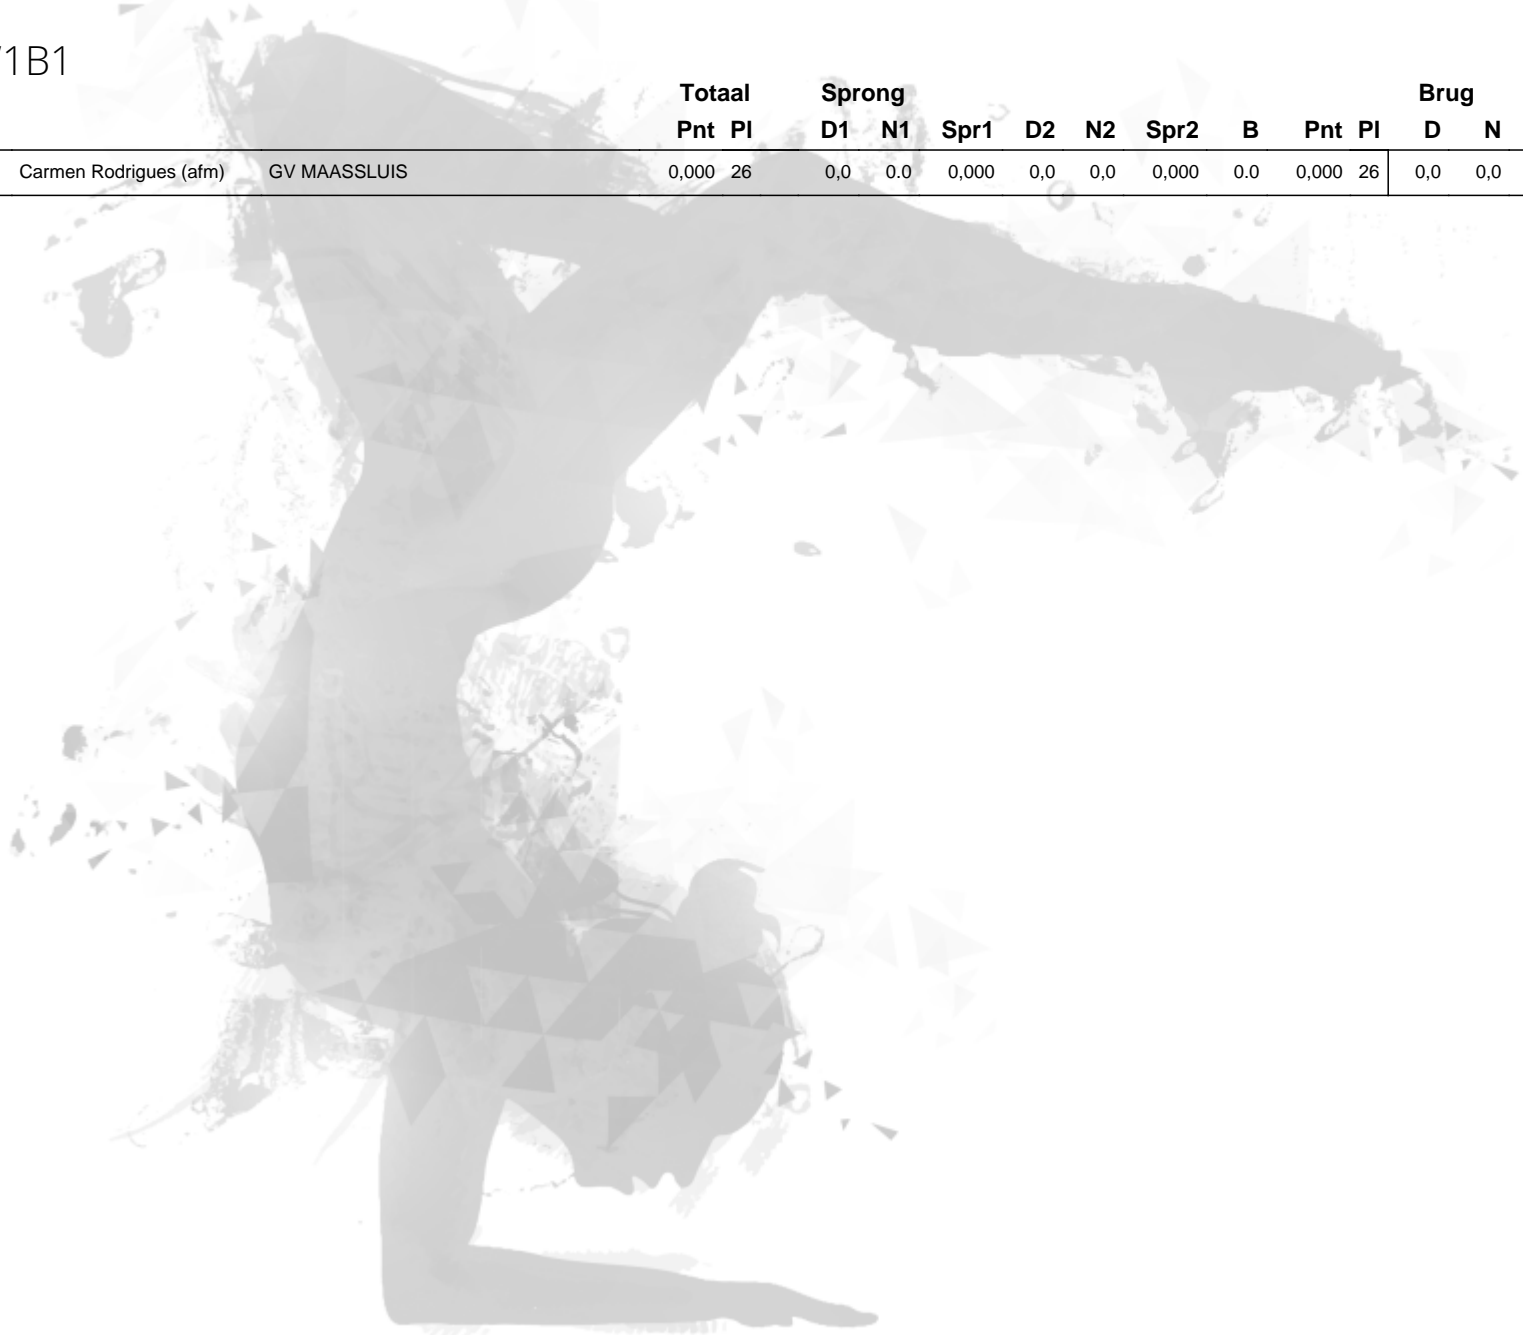 1B1
Totaal Sprong Brug
Pnt Pl D1 N1 Spr1 D2 N2 Spr2 B Pnt Pl D N
Carmen Rodrigues (afm) GV MAASSLUIS 0,000 26 0,0 0.0 0,000 0,0 0,0 0,000 0.0 0,000 26 0,0 0,0